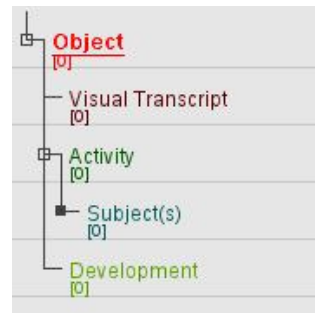 Object
[0]
Visual Transcript
[0]
Activity
[0]
Subject(s)
[0]
Development
[0]